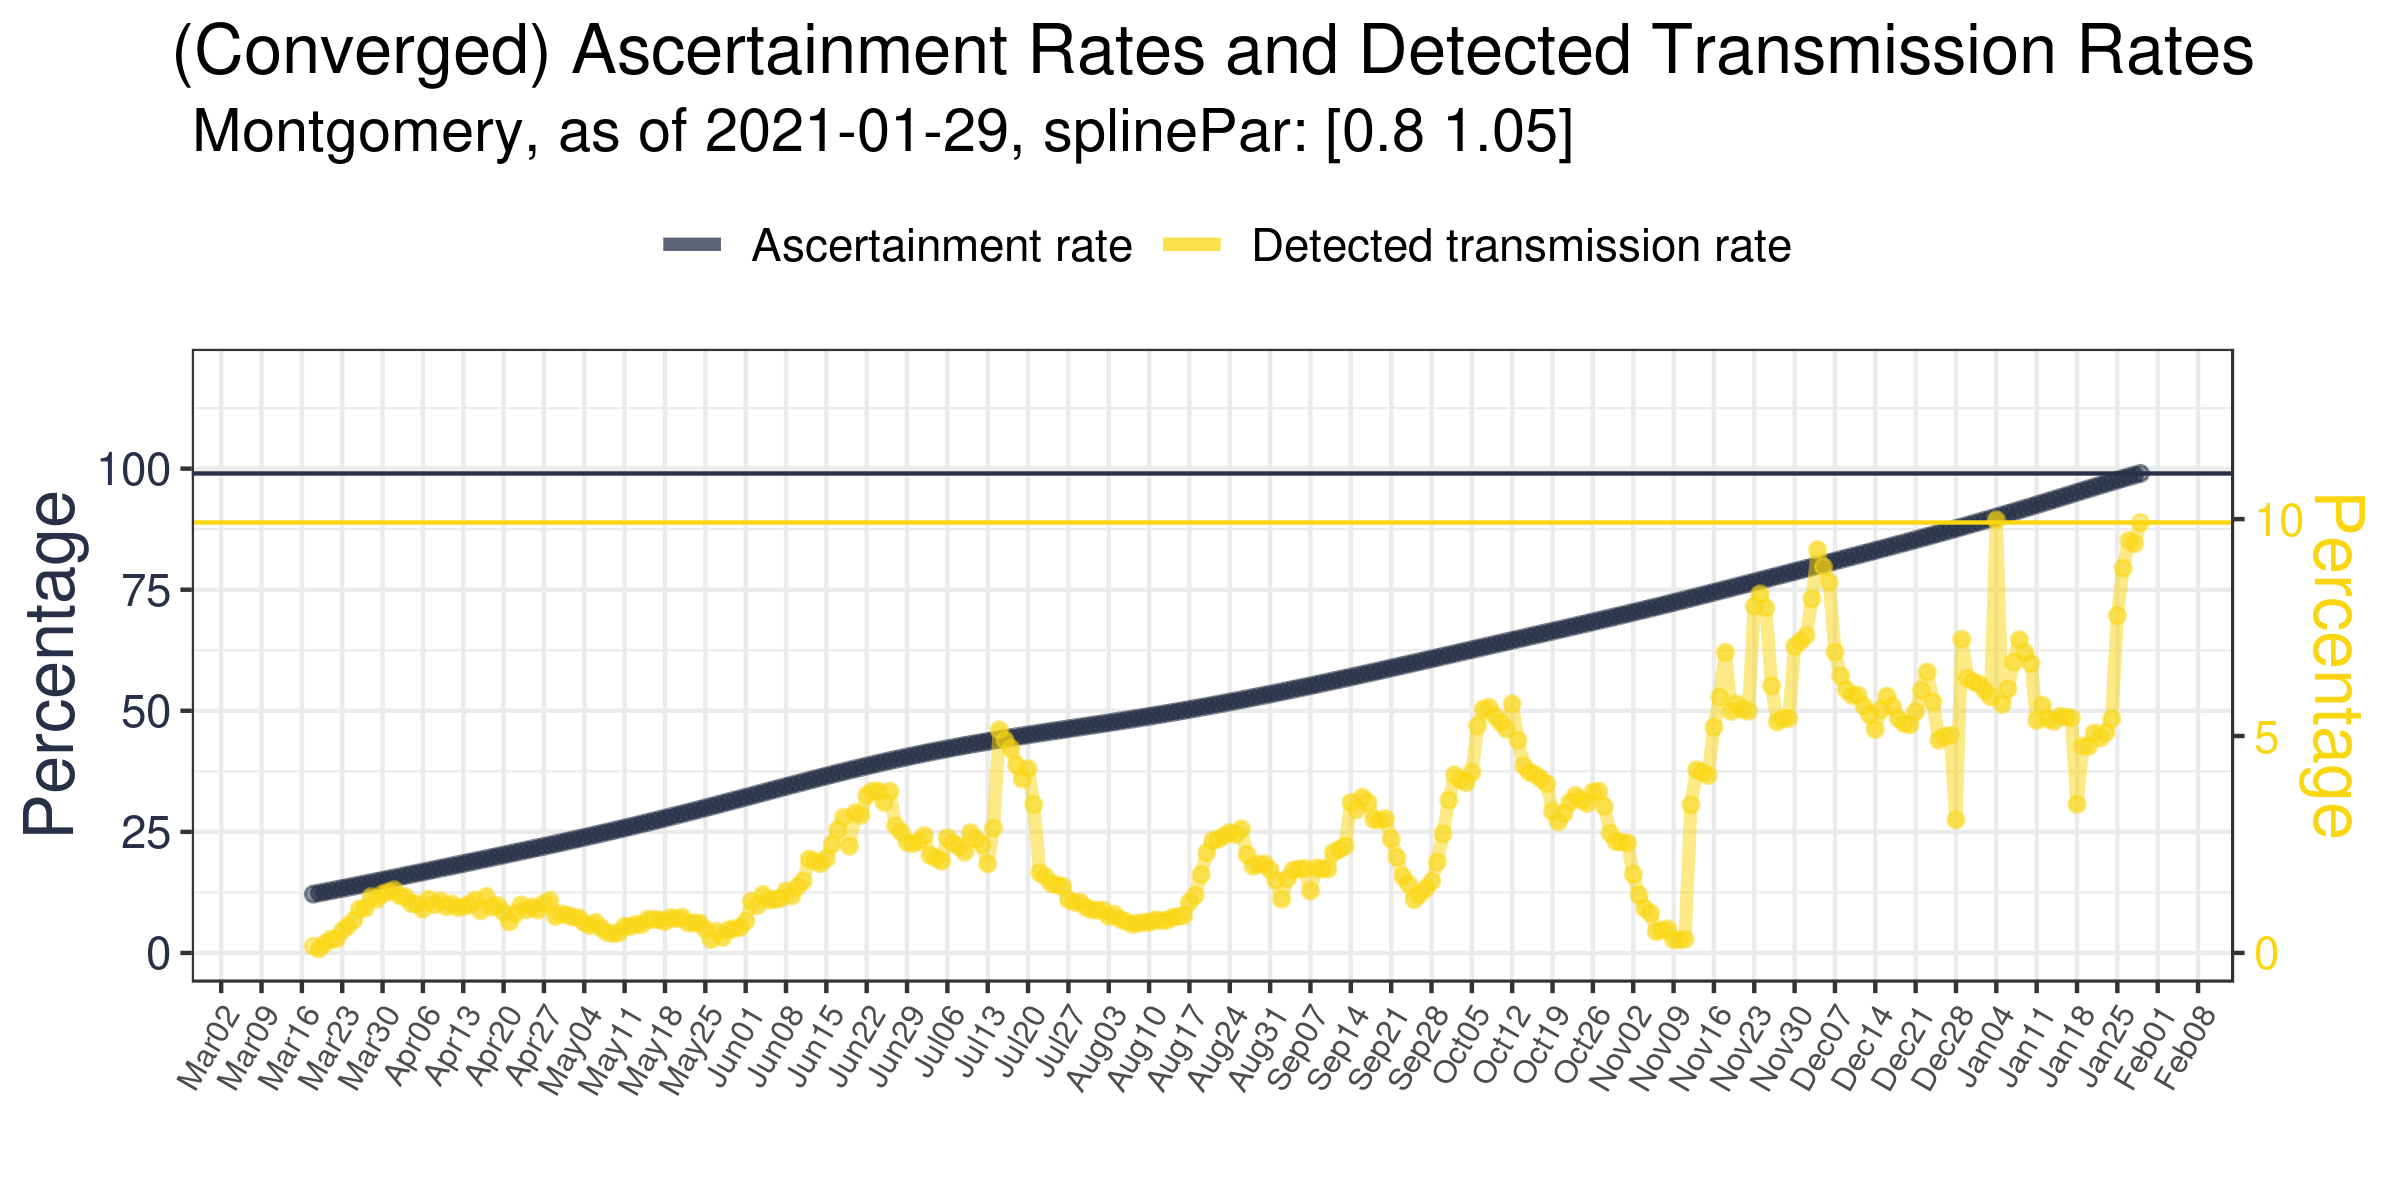 (Converged) Ascertainment Rates and Detected Transmission Rates
Montgomery, as of 2021-01-29, splinePar: [0.8 1.05]
Ascertainment rate
Detected transmission rate
Percentage
100
75
50
25
0
10
5
0
Percentage
Mar02
Mar09
Mar16
Mar23
Mar30
Apr06
Apr13
Apr20
Apr27
May04
May11
May18
May25
Jun01
Jun08
Jun15
Jun22
Jun29
Jul06
Jul13
Jul20
Jul27
Aug03
Aug10
Aug17
Aug24
Aug31
Sep07
Sep14
Sep21
Sep28
Oct05
Oct12
Oct19
Oct26
Nov02
Nov09
Nov16
Nov23
Nov30
Dec07
Dec14
Dec21
Dec28
Jan04
Jan11
Jan18
Jan25
Feb01
Feb08